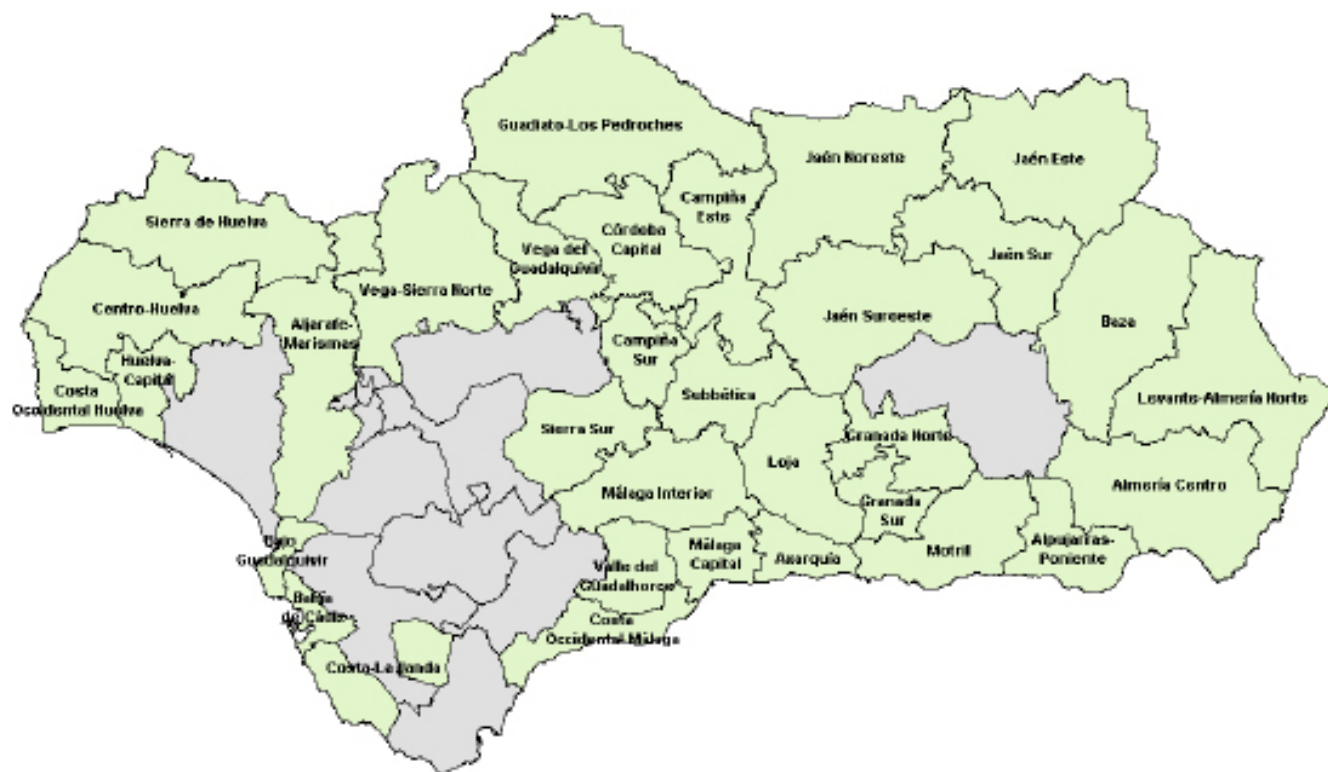 Guadiato-Los Pedroches
Jaén Noreste
Jaén Este
Sierra de Huelva
Campiña
Este
Córdoba
Capital
Vega del
Guadalquivir
Jaén Sur
Vega-Sierra Norte
Centro-Huelva
Aljarafe-
Marismas
Jaén Suroeste
Baza
Campiña
Sur
Huelva-
Capital
Costa
Occidental Huelva
Subbética
Levante-Almería Norte
Sierra Sur
Granada Norte
Loja
Málaga Interior
Almería Centro
Granada
Sur
Bajo
Guadalquivir
Málaga
Capital
Axarquía
Motril
Alpujarras-
Poniente
Valle del
Guadalhorce
Bahía
de Cádiz
Costa
Occidental-Málaga
Costa-La Janda